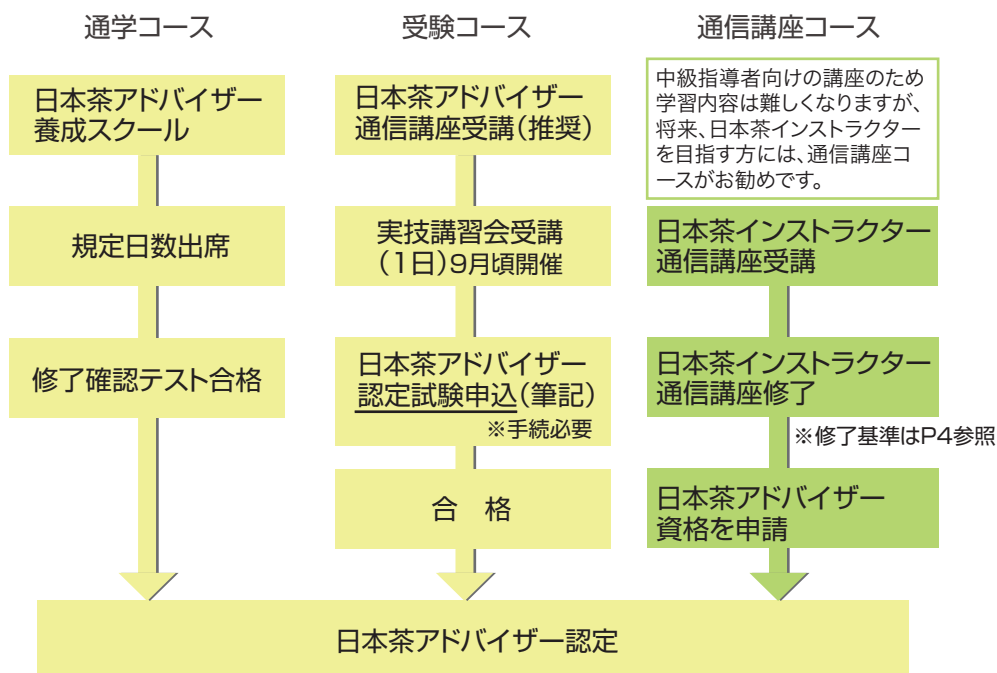 通学コース
日本茶アドバイザー
養成スクール
規定日数出席
修了確認テスト合格
受験コース
日本茶アドバイザー
通信講座受講(推奨)
実技講習会受講
(1日)9月頃開催
日本茶アドバイザー
認定試験申込(筆記)
※手続必要
合　格
通信講座コース
中級指導者向けの講座のため
学習内容は難しくなりますが、
将来、日本茶インストラクター
を目指す方には、通信講座コ
ースがお勧めです。
日本茶インストラクター
通信講座受講
日本茶インストラクター
通信講座修了
※修了基準はP4参照
日本茶アドバイザー
資格を申請
日本茶アドバイザー認定